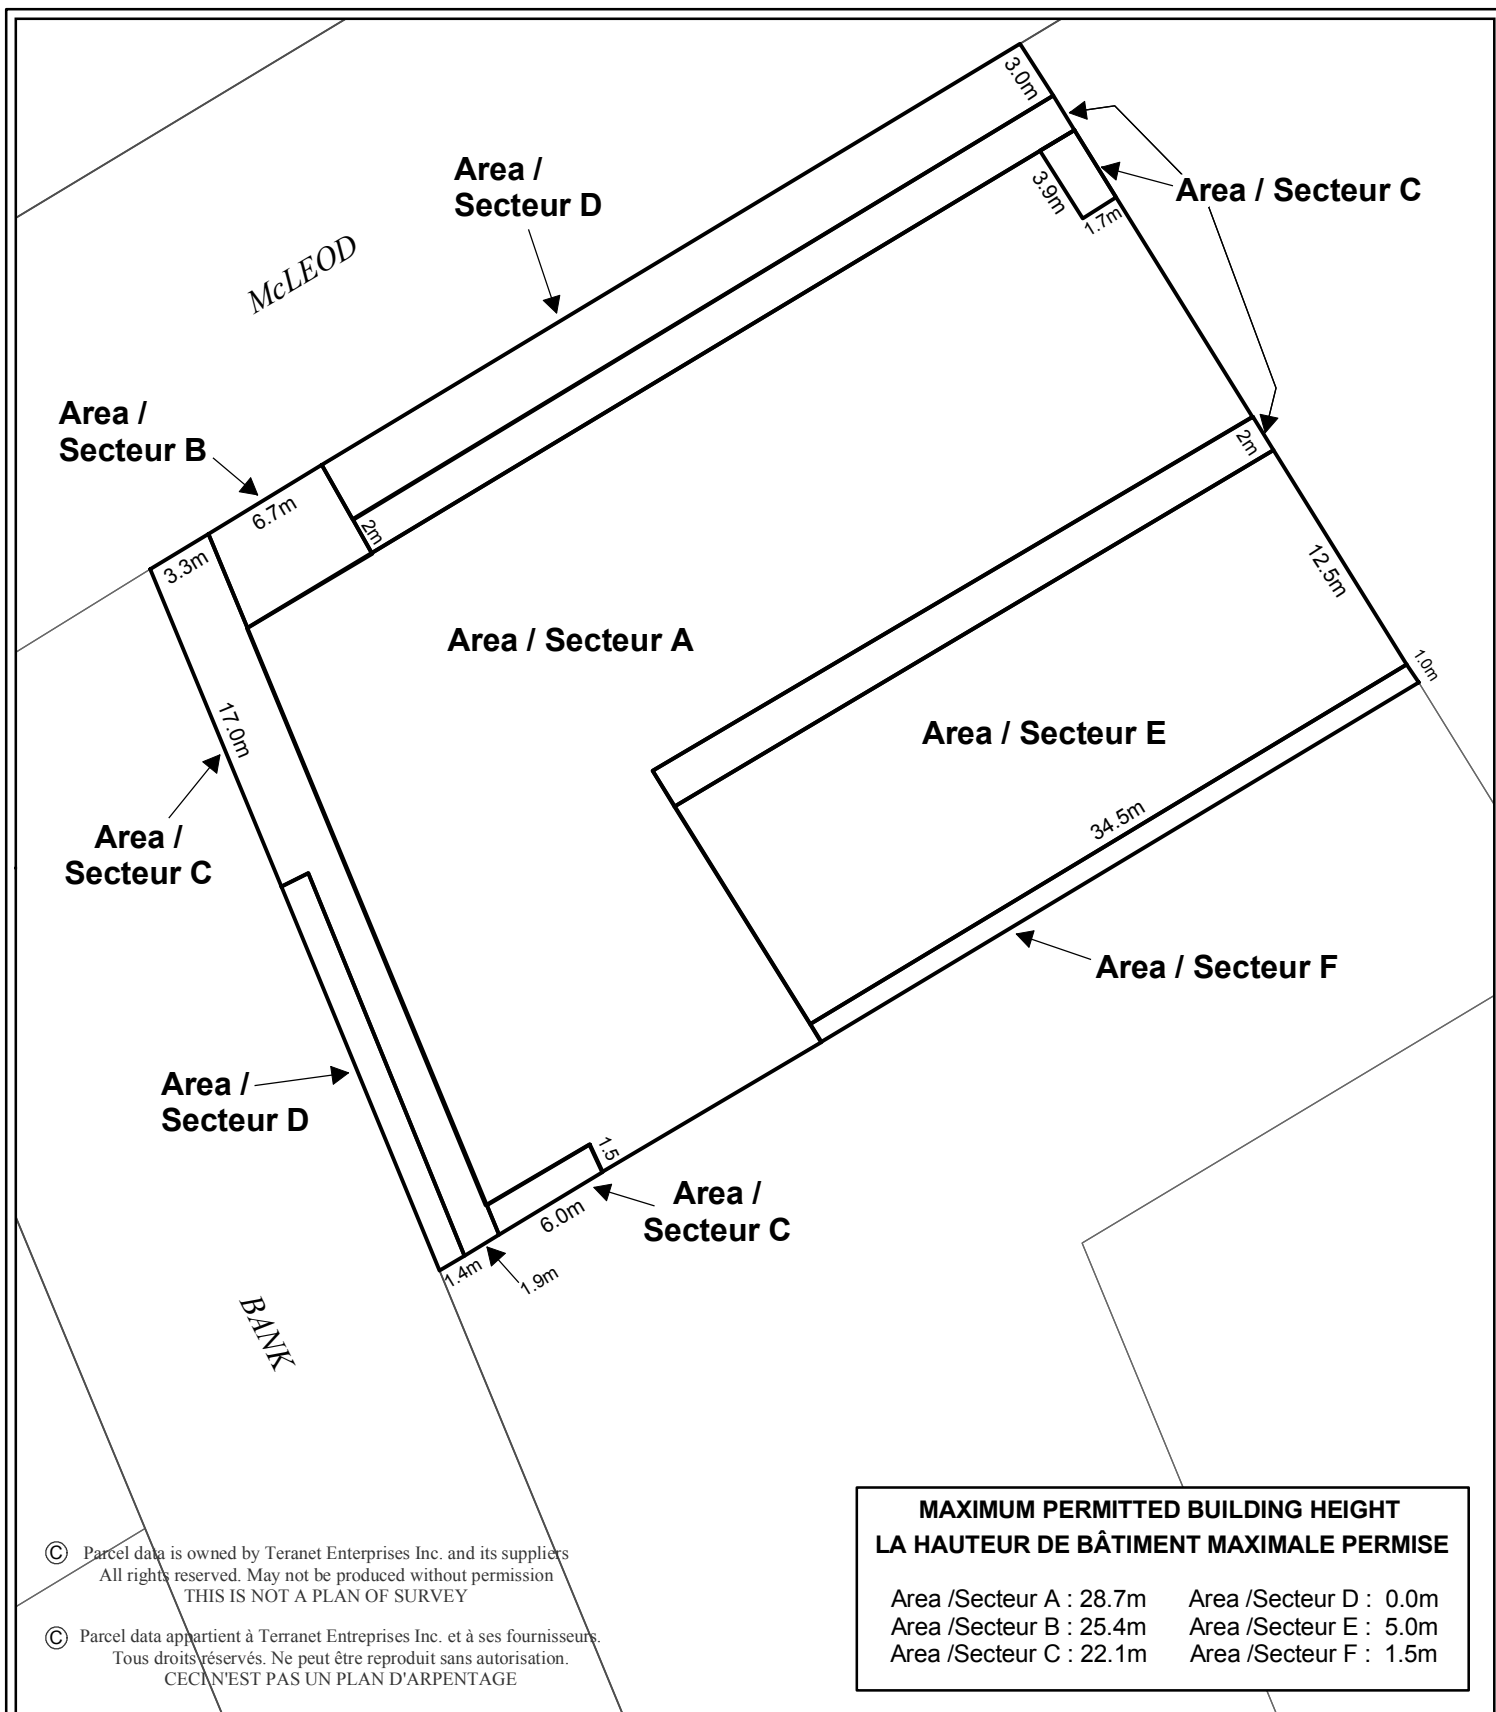 3.0m
Area /
Secteur D
3.9m
Area / Secteur C
1.7m
McLEOD
Area /
Secteur B
2m
6.7m
2m
3.3m
12.5m
Area / Secteur A
1.0m
17.0m
Area / Secteur E
34.5m
Area /
Secteur C
Area / Secteur F
Area /
Secteur D
1.5
Area /
Secteur C
6.0m
1.4m
1.9m
BANK
MAXIMUM PERMITTED BUILDING HEIGHT
LA HAUTEUR DE BÂTIMENT MAXIMALE PERMISE
Area /Secteur A : 28.7m Area /Secteur D : 0.0m
Area /Secteur B : 25.4m Area /Secteur E : 5.0m
Area /Secteur C : 22.1m Area /Secteur F : 1.5m
© Parcel data is owned by Teranet Enterprises Inc. and its suppliers
All rights reserved. May not be produced without permission
THIS IS NOT A PLAN OF SURVEY
© Parcel data appartient à Terranet Entreprises Inc. et à ses fournisseurs.
Tous droits réservés. Ne peut être reproduit sans autorisation.
CECI N'EST PAS UN PLAN D'ARPENTAGE